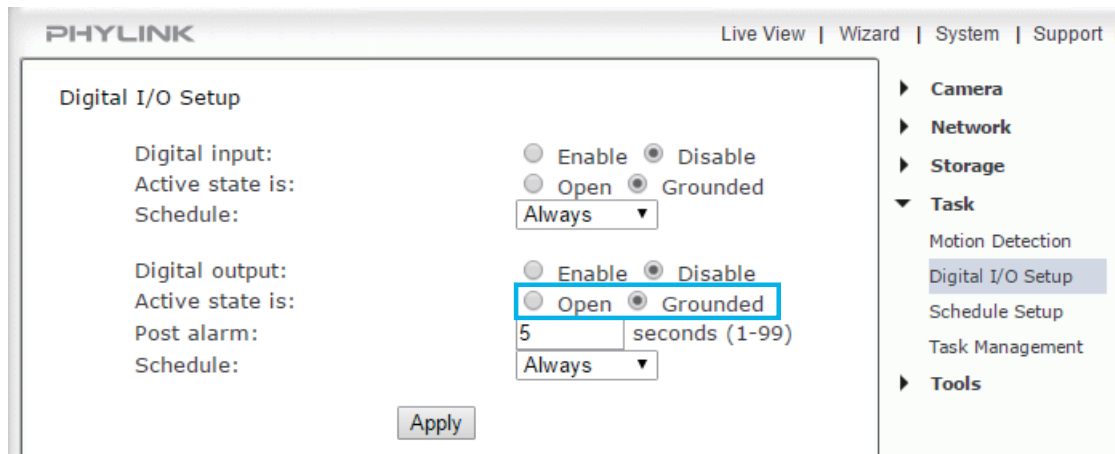 PHYLINK
Live View | Wizard | System | Support
Digital I/O Setup
Digital input: Enable Disable
Active state is: Open Grounded
Schedule: Always
Digital output: Enable Disable
Active state is: Open Grounded
Post alarm: 5 seconds (1-99)
Schedule: Always
Apply
Camera
Network
Storage
Task
Motion Detection
Digital I/O Setup
Schedule Setup
Task Management
Tools